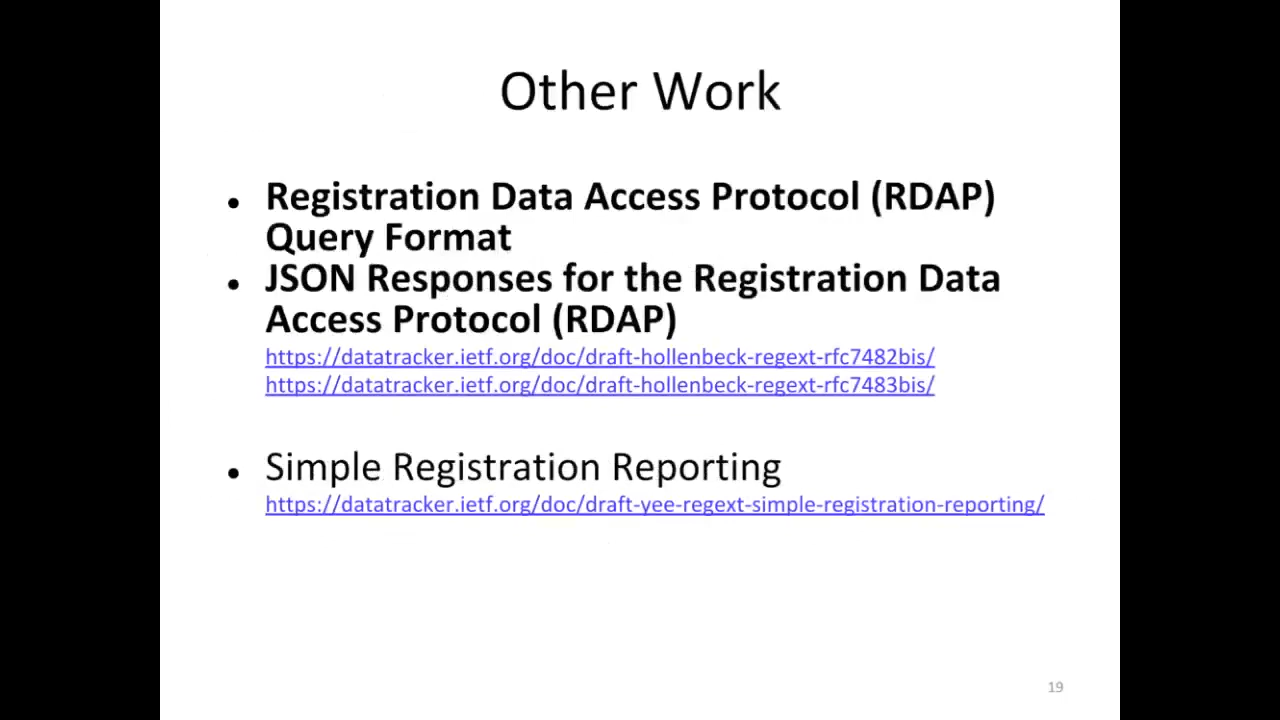 Other Work
• Registration Data Access Protocol (RDAP)
Query Format
• JSON Responses for the Registration Data
Access Protocol (RDAP)
https://datatracker.ietf.org/doc/draft-hollenbeck-regext-rfc7482bis/
https://datatracker.ietf.org/doc/draft-hollenbeck-regext-rfc7483bis/
• Simple Registration Reporting
https://datatracker.ietf.org/doc/draft-yee-regext-simple-registration-reporting/
19